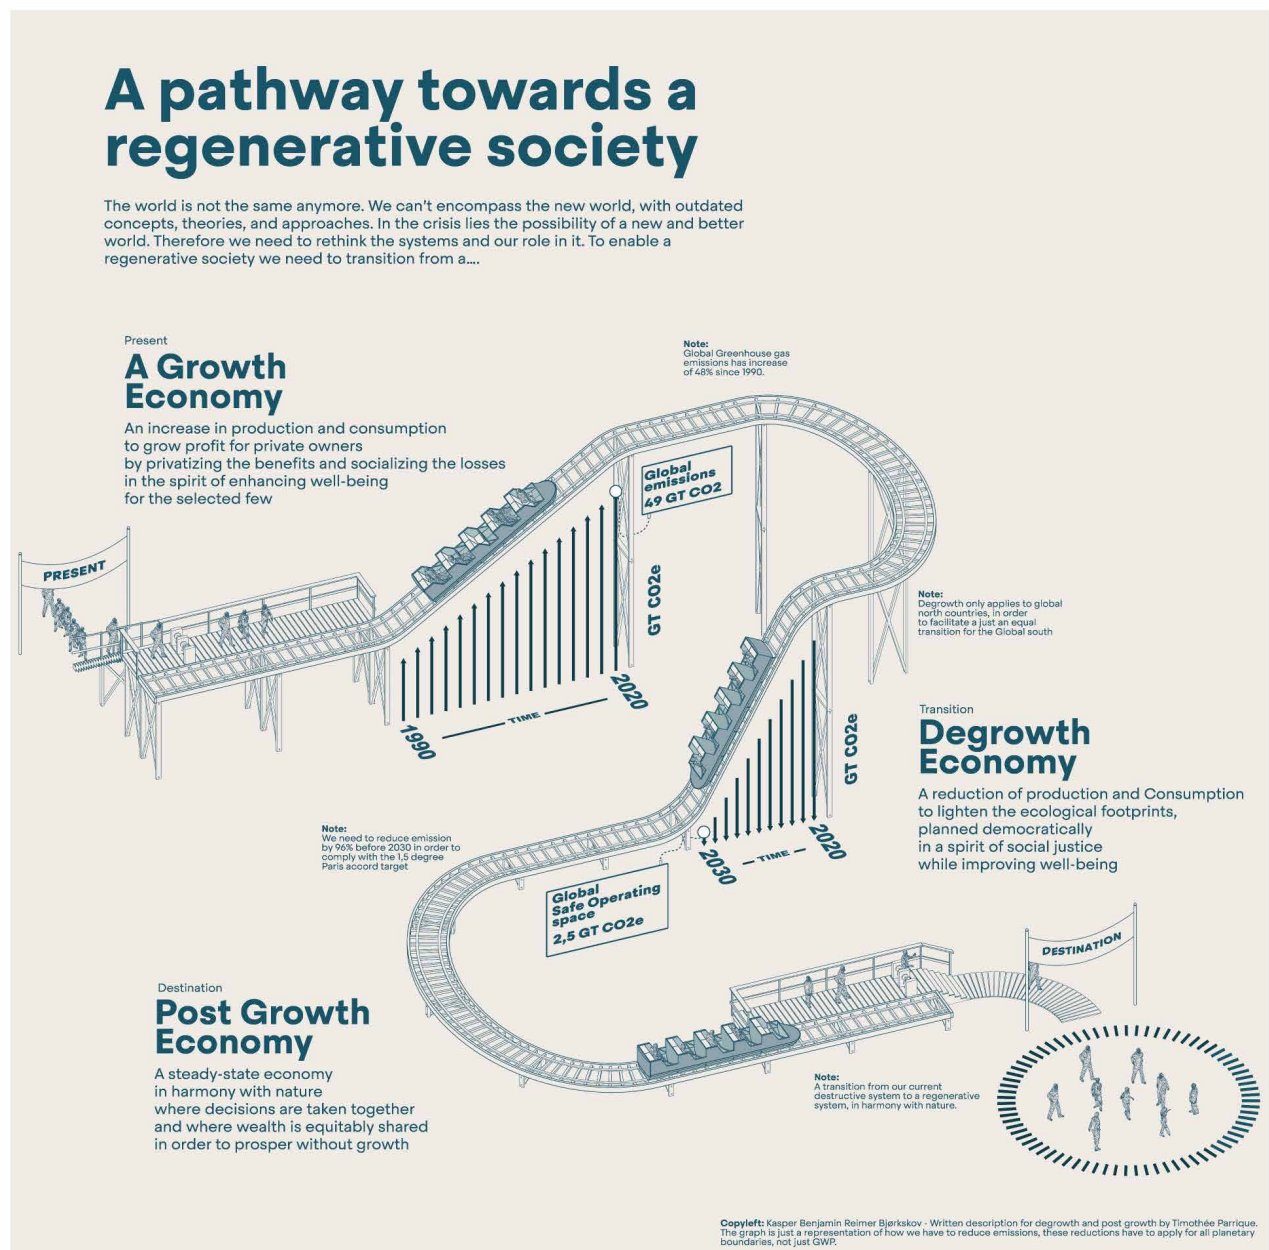 A pathway towards a
regenerative society
The world is not the same anymore. We can't encompass the new world, with outdated
concepts, theories, and approaches. In the crisis lies the possibility of a new and better
world. Therefore we need to rethink the systems and our role in it. To enable a
regenerative society we need to transition from a....
Present
A Growth
Economy
An increase in production and consumption
to grow profit for private owners
by privatizing the benefits and socializing the losses
in the spirit of enhancing well-being
for the selected few
Note:
Global Greenhouse gas
emissions has increase
of 48% since 1990.
Global
emissions
49 GT CO2
PRESENT
GT CO2e
1990
TIME
2020
Note:
Degrowth only applies to global
north countries, in order
to facilitate a just an equal
transition for the Global south
Transition
Degrowth
Economy
A reduction of production and Consumption
to lighten the ecological footprints,
planned democratically
in a spirit of social justice
while improving well-being
GT CO2e
2030
TIME
2020
Note:
We need to reduce emission
by 96% before 2030 in order to
comply with the 1,5 degree
Paris accord target
Global
Safe Operating
space
2,5 GT CO2e
DESTINATION
Destination
Post Growth
Economy
A steady-state economy
in harmony with nature
where decisions are taken together
and where wealth is equitably shared
in order to prosper without growth
Note:
A transition from our current
destructive system to a regenerative
system, in harmony with nature.
Copyleft: Kasper Benjamin Reimer Bjørkskov - Written description for degrowth and post growth by Timothée Parrique.
The graph is just a representation of how we have to reduce emissions, these reductions have to apply for all planetary
boundaries, not just GWP.